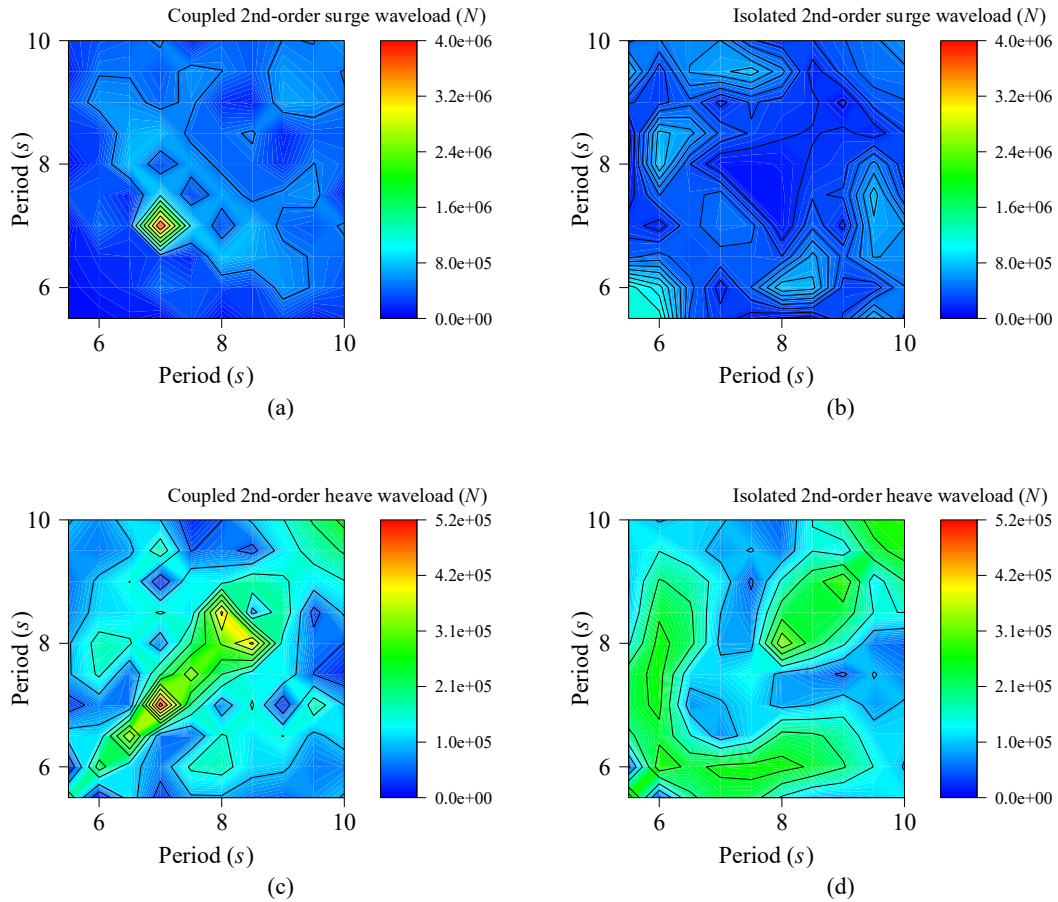 Coupled 2nd-order surge waveload (N)
10
8
6
Period (s)
6
8
10
Period (s)
4.0e+06
3.2e+06
2.4e+06
1.6e+06
8.0e+05
0.0e+00
(a)
Isolated 2nd-order surge waveload (N)
10
8
6
Period (s)
6
8
10
Period (s)
4.0e+06
3.2e+06
2.4e+06
1.6e+06
8.0e+05
0.0e+00
(b)
Coupled 2nd-order heave waveload (N)
10
8
6
Period (s)
6
8
10
Period (s)
5.2e+05
4.2e+05
3.1e+05
2.1e+05
1.0e+05
0.0e+00
(c)
Isolated 2nd-order heave waveload (N)
10
8
6
Period (s)
6
8
10
Period (s)
5.2e+05
4.2e+05
3.1e+05
2.1e+05
1.0e+05
0.0e+00
(d)